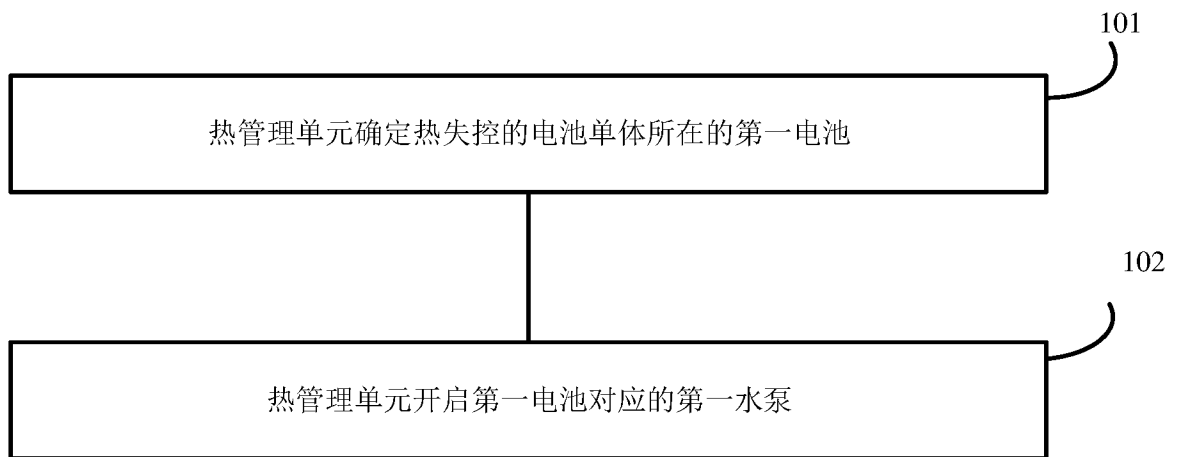 101
热管理单元确定热失控的电池单体所在的第一电池
102
热管理单元开启第一电池对应的第一水泵